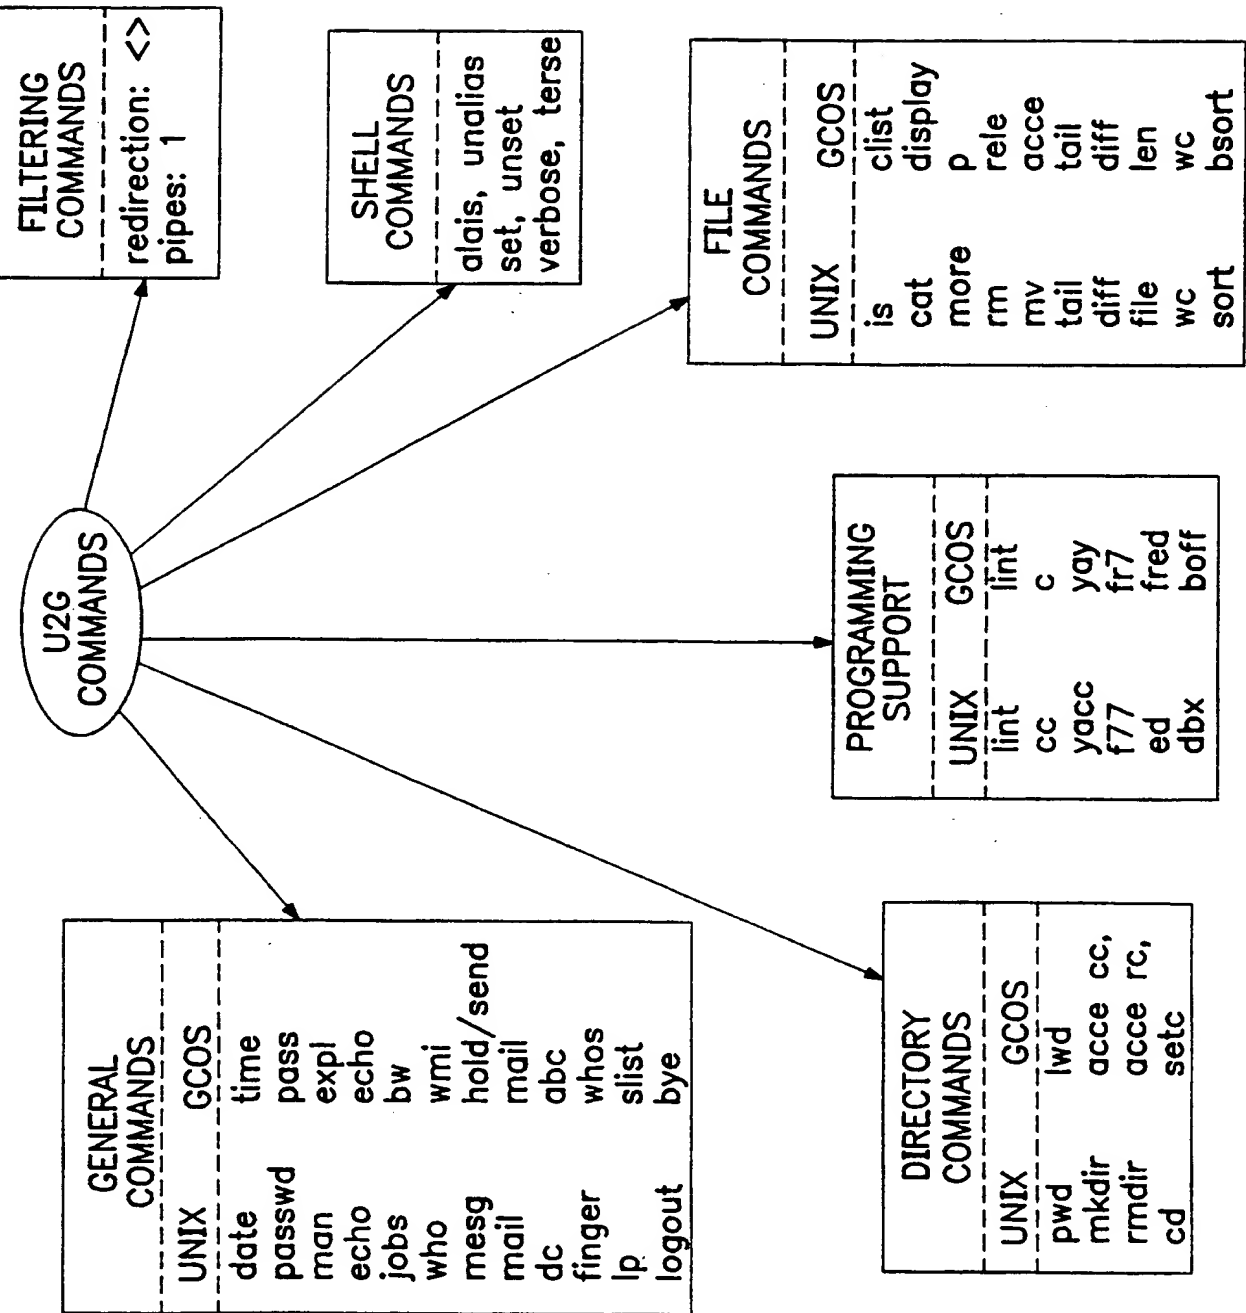 U2G
COMMANDS
GENERAL
COMMANDS
UNIX GCOS
date time
passwd pass
man expl
echo echo
jobs bw
who wmi
mesg hold/send
mail mail
dc abc
finger whos
lp slist
logout bye
DIRECTORY
COMMANDS
UNIX GCOS
pwd lwd
mkdir acce cc,
rmdir acce rc,
cd setc
PROGRAMMING
SUPPORT
UNIX GCOS
lint lint
cc c
yacc yay
f77 fr7
ed fred
dbx boff
FILE
COMMANDS
UNIX GCOS
is clist
cat display
more p
rm rele
mv acce
tail tail
diff diff
file len
wc wc
sort bsort
SHELL
COMMANDS
alais, unalias
set, unset
verbose, terse
FILTERING
COMMANDS
redirection: <>
pipes: 1